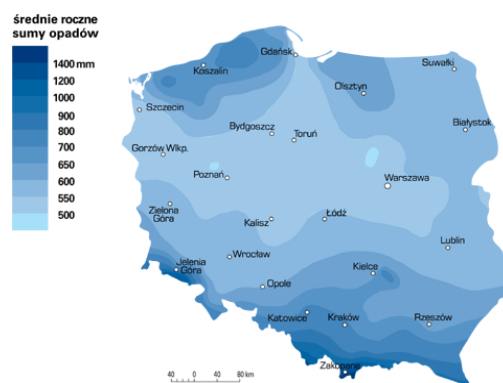 średnie roczne
sumy opadów
1400 mm
1200
1000
900
800
700
650
600
550
500
Gdańsk
Koszalin
Suwałki
Olsztyn
Szczecin
Białystok
Bydgoszcz
Toruń
Gorzów Wlkp.
Poznań
Warszawa
Zielona
Góra
Kalisz
Łódź
Lublin
Wrocław
Jelenia
Góra
Kielce
Opole
Katowice
Kraków
Rzeszów
Zakopane
40 0 40 80 km